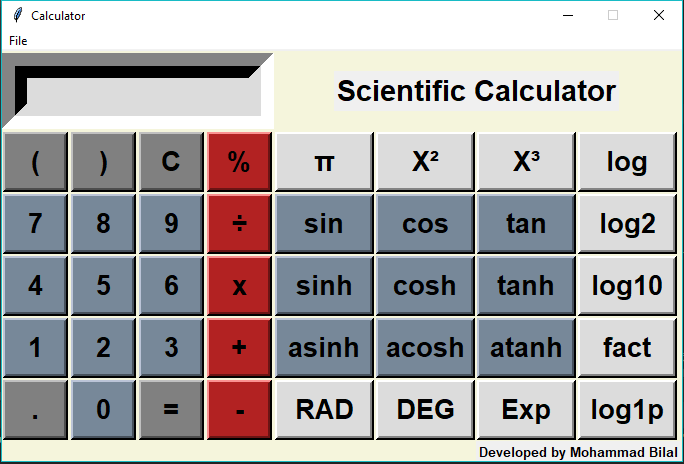 Calculator
File
Scientific Calculator
( ) C % π X² X³ log
7 8 9 ÷ sin cos tan log2
4 5 6 x sinh cosh tanh log10
1 2 3 + asinh acosh atanh fact
. 0 = - RAD DEG Exp log1p
Developed by Mohammad Bilal